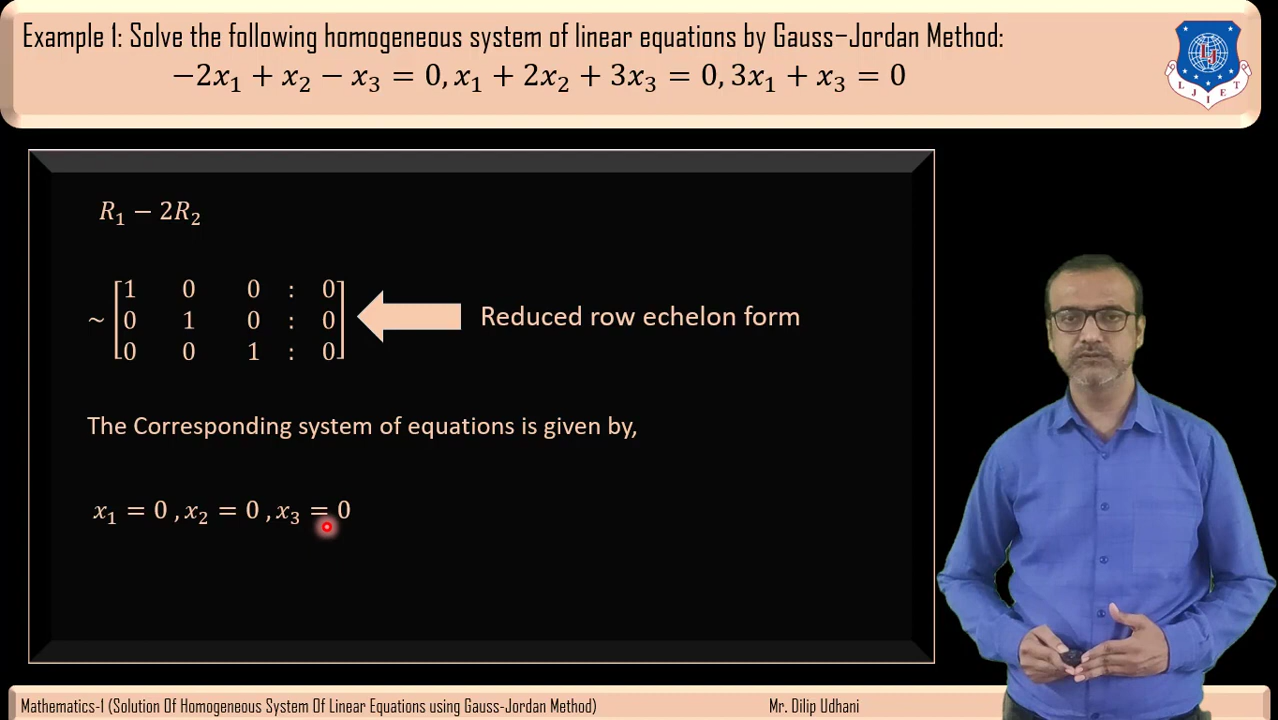 Example 1: Solve the following homogeneous system of linear equations by Gauss–Jordan Method:
−2x₁ + x₂ − x₃ = 0, x₁ + 2x₂ + 3x₃ = 0, 3x₁ + x₃ = 0
L J I E T
R₁ − 2R₂
~ [1 0 0 : 0]
[0 1 0 : 0]
[0 0 1 : 0]
Reduced row echelon form
The Corresponding system of equations is given by,
x₁ = 0 , x₂ = 0 , x₃ = 0
Mathematics-1 (Solution Of Homogeneous System Of Linear Equations using Gauss-Jordan Method) Mr. Dilip Udhani